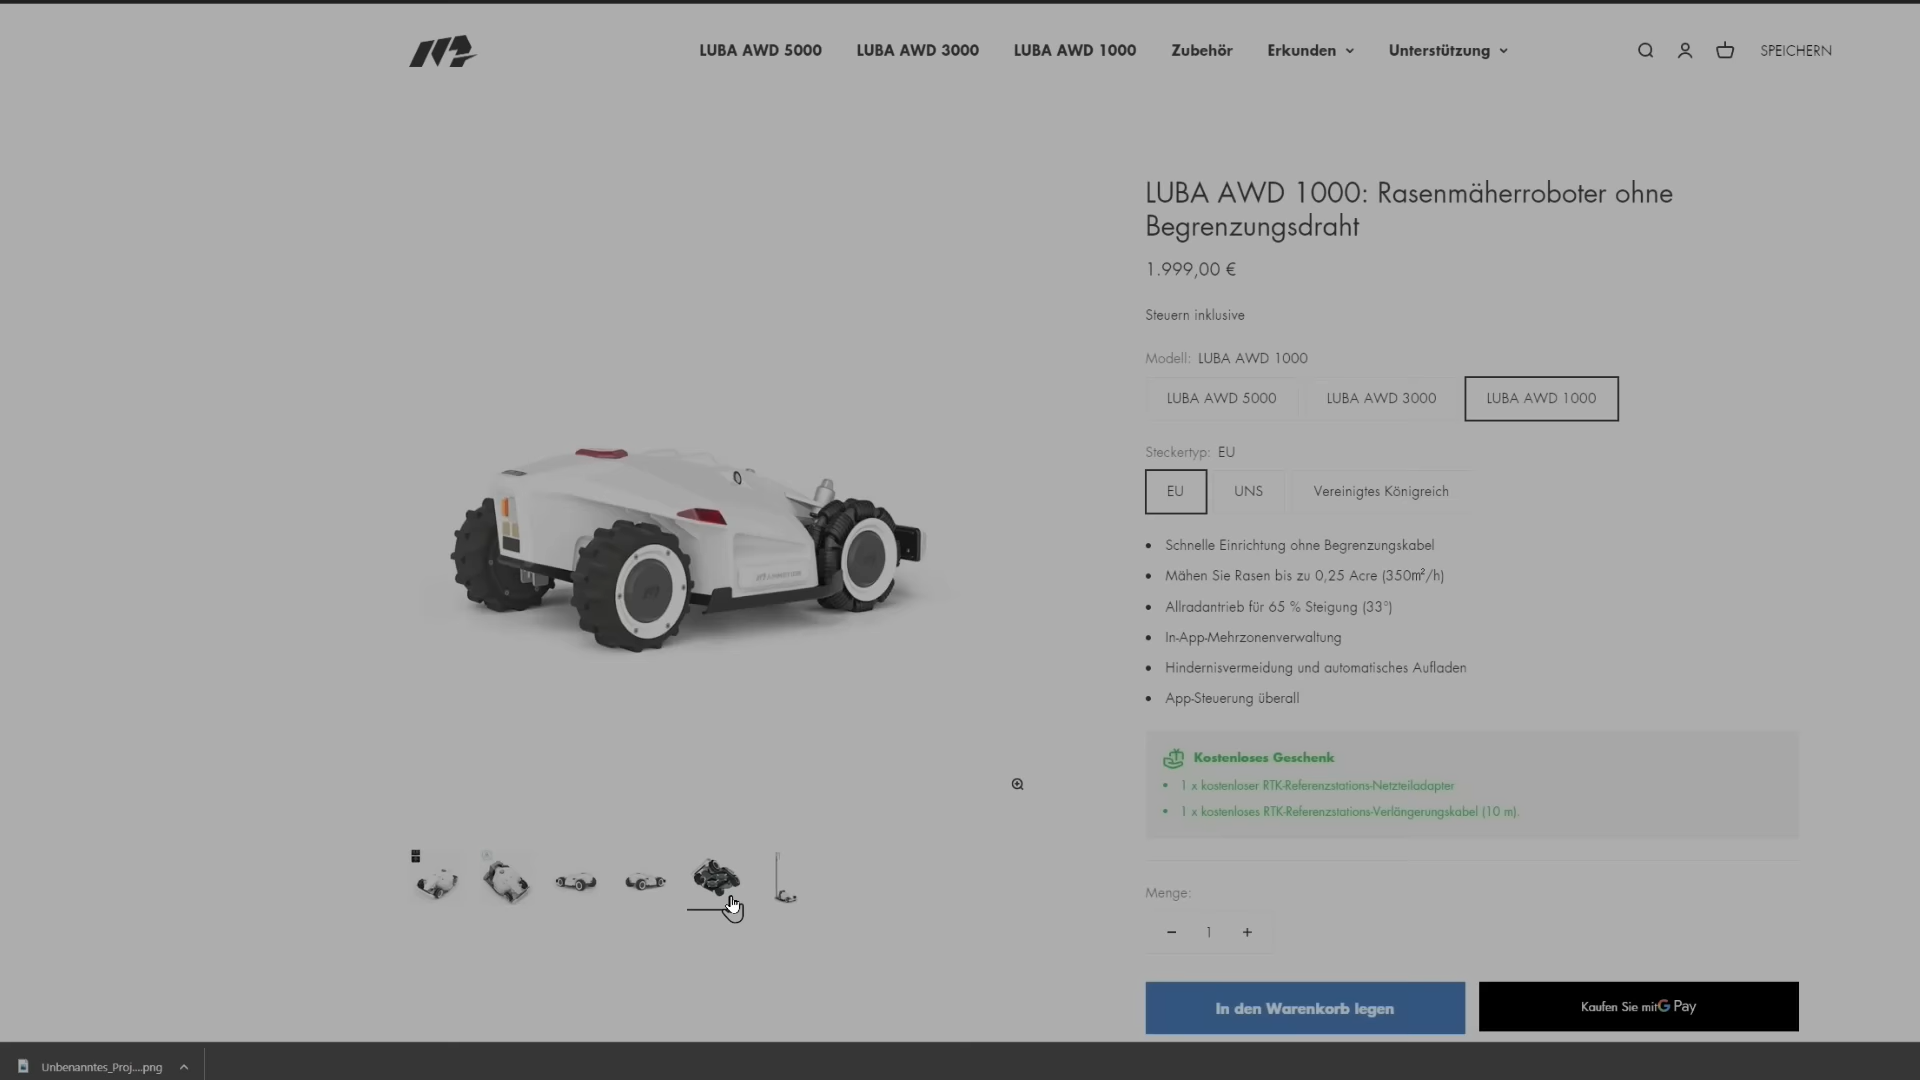 LUBA AWD 5000 LUBA AWD 3000 LUBA AWD 1000 Zubehör Erkunden Unterstützung SPEICHERN
LUBA AWD 1000: Rasenmäherroboter ohne
Begrenzungsdraht
1.999,00 €
Steuern inklusive
Modell: LUBA AWD 1000
LUBA AWD 5000 LUBA AWD 3000 LUBA AWD 1000
Steckertyp: EU
EU UNS Vereinigtes Königreich
• Schnelle Einrichtung ohne Begrenzungskabel
• Mähen Sie Rasen bis zu 0,25 Acre (350m²/h)
• Allradantrieb für 65 % Steigung (33°)
• In-App-Mehrzonenverwaltung
• Hindernisvermeidung und automatisches Aufladen
• App-Steuerung überall
Kostenloses Geschenk
• 1 x kostenloser RTK-Referenzstations-Netzteiladapter
• 1 x kostenloses RTK-Referenzstations-Verlängerungskabel (10 m).
Menge:
− 1 +
In den Warenkorb legen Kaufen Sie mit G Pay
Unbenanntes_Proj....png